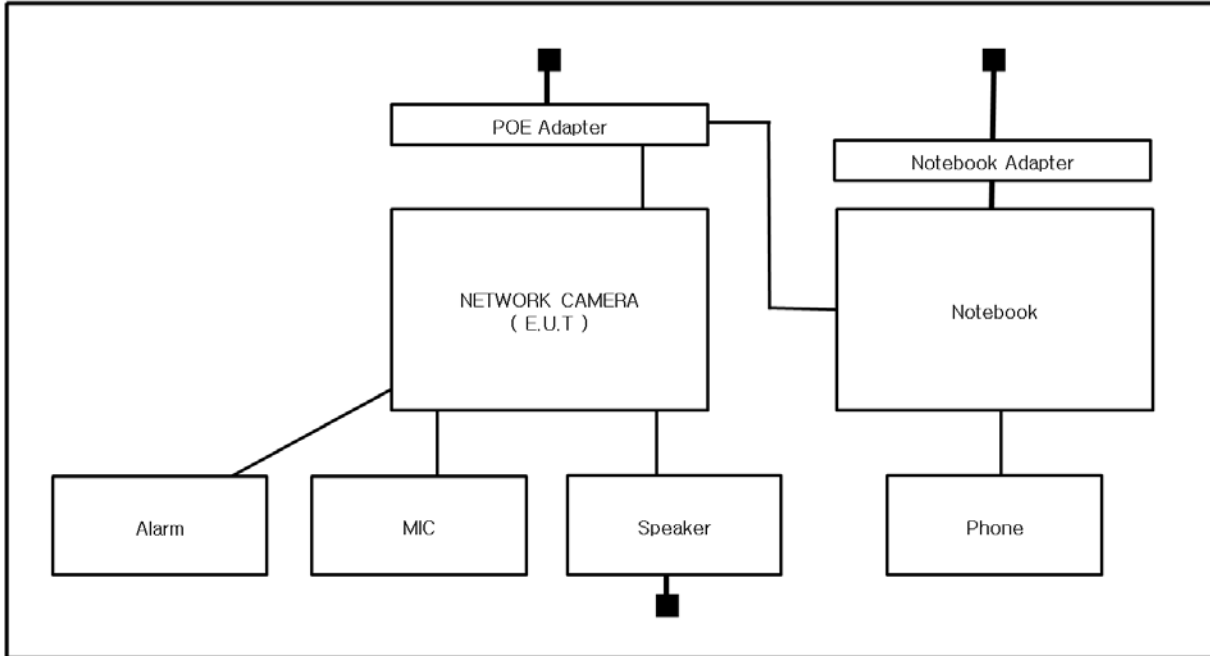 POE Adapter
Notebook Adapter
NETWORK CAMERA
( E.U.T )
Notebook
Alarm
MIC
Speaker
Phone